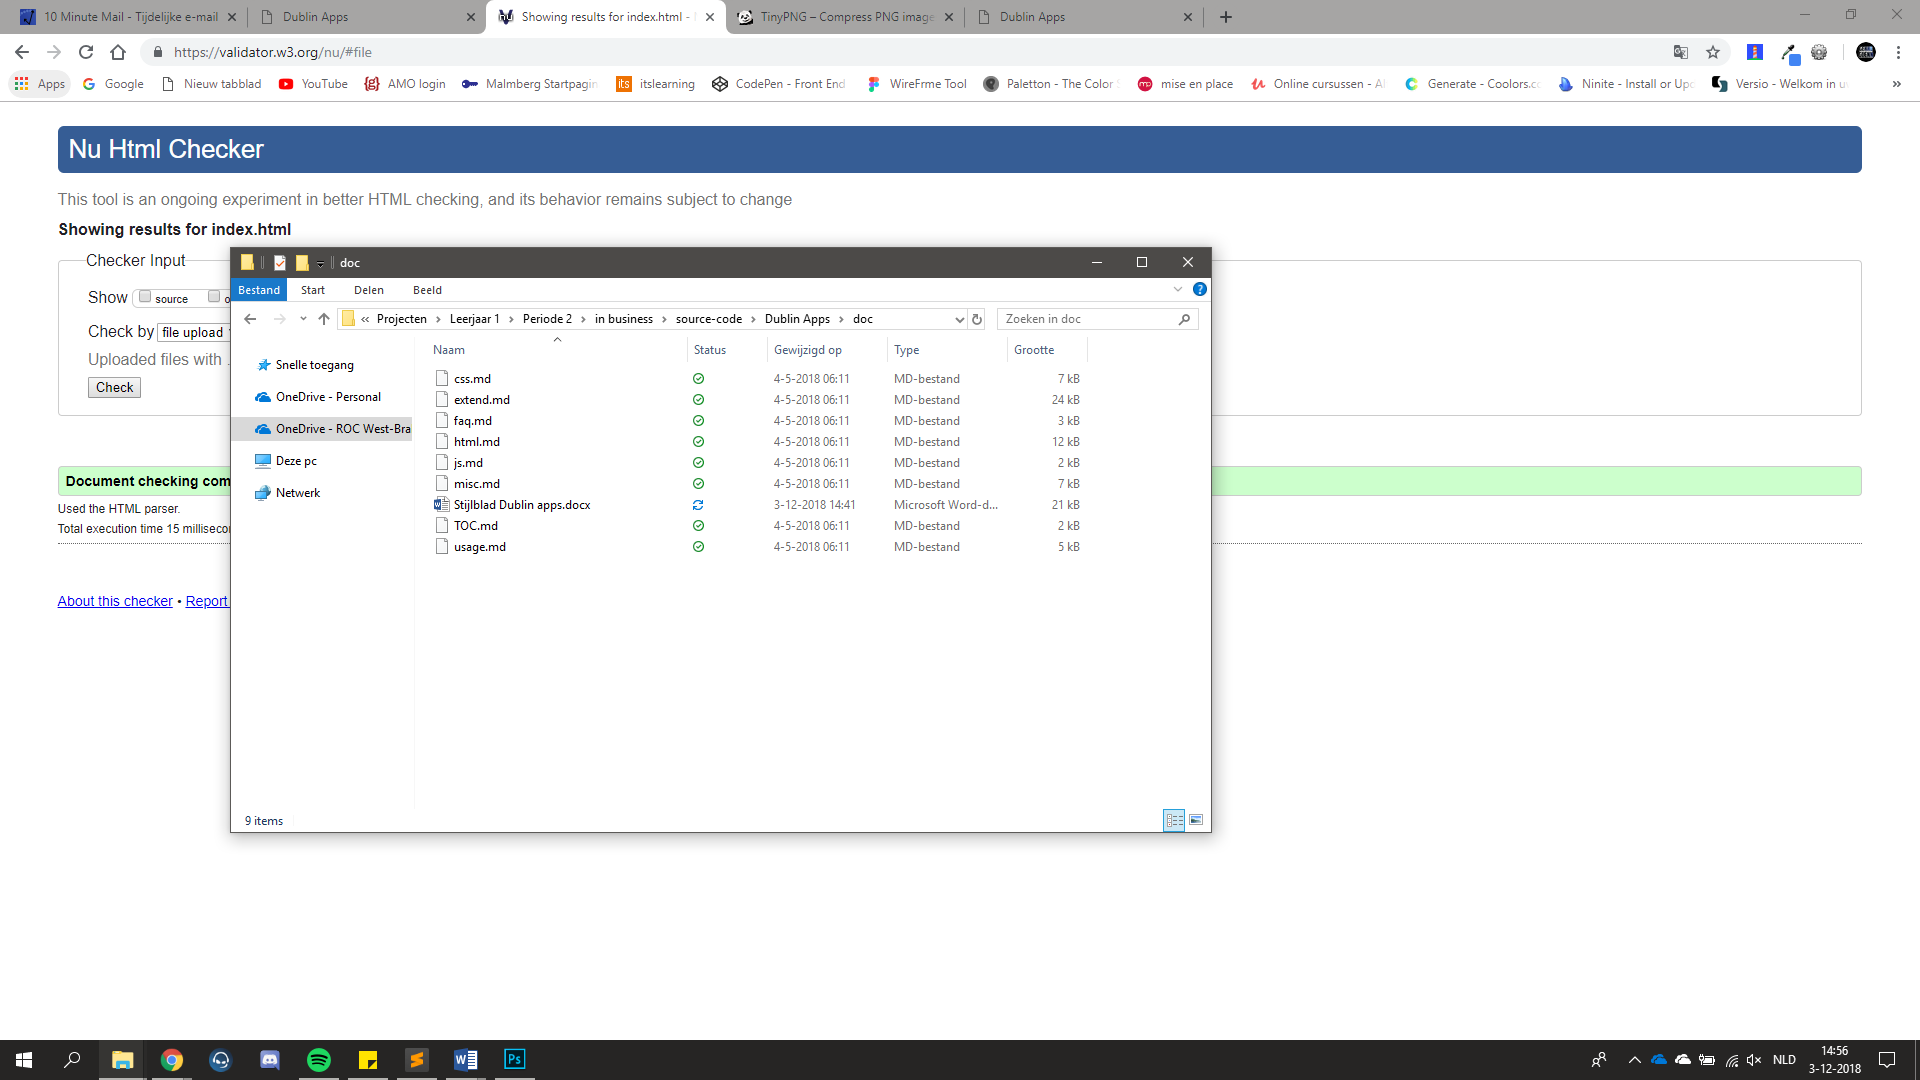 10 Minute Mail - Tijdelijke e-mail
Dublin Apps
Showing results for index.html -
TinyPNG – Compress PNG image
Dublin Apps
https://validator.w3.org/nu/#file
Apps
Google
Nieuw tabblad
YouTube
AMO login
Malmberg Startpagin
itslearning
CodePen - Front End
WireFrme Tool
Paletton - The Color
mise en place
Online cursussen -
Generate - Coolors.c
Ninite - Install or
Versio - Welkom in
»
Nu Html Checker
This tool is an ongoing experiment in better HTML checking, and its behavior remains subject to change
Showing results for index.html
Checker Input
Show source
Check by file upload
Uploaded files with
Check
Document checking com
Used the HTML parser.
Total execution time 15
About this checker • Report
doc
Bestand Start Delen Beeld
« Projecten › Leerjaar 1 › Periode 2 › in business › source-code › Dublin Apps › doc
Zoeken in doc
Snelle toegang
OneDrive - Personal
OneDrive - ROC West-Bra
Deze pc
Netwerk
Naam Status Gewijzigd op Type Grootte
css.md 4-5-2018 06:11 MD-bestand 7 kB
extend.md 4-5-2018 06:11 MD-bestand 24 kB
faq.md 4-5-2018 06:11 MD-bestand 3 kB
html.md 4-5-2018 06:11 MD-bestand 12 kB
js.md 4-5-2018 06:11 MD-bestand 2 kB
misc.md 4-5-2018 06:11 MD-bestand 7 kB
Stijlblad Dublin apps.docx 3-12-2018 14:41 Microsoft Word-d... 21 kB
TOC.md 4-5-2018 06:11 MD-bestand 2 kB
usage.md 4-5-2018 06:11 MD-bestand 5 kB
9 items
NLD
14:56
3-12-2018